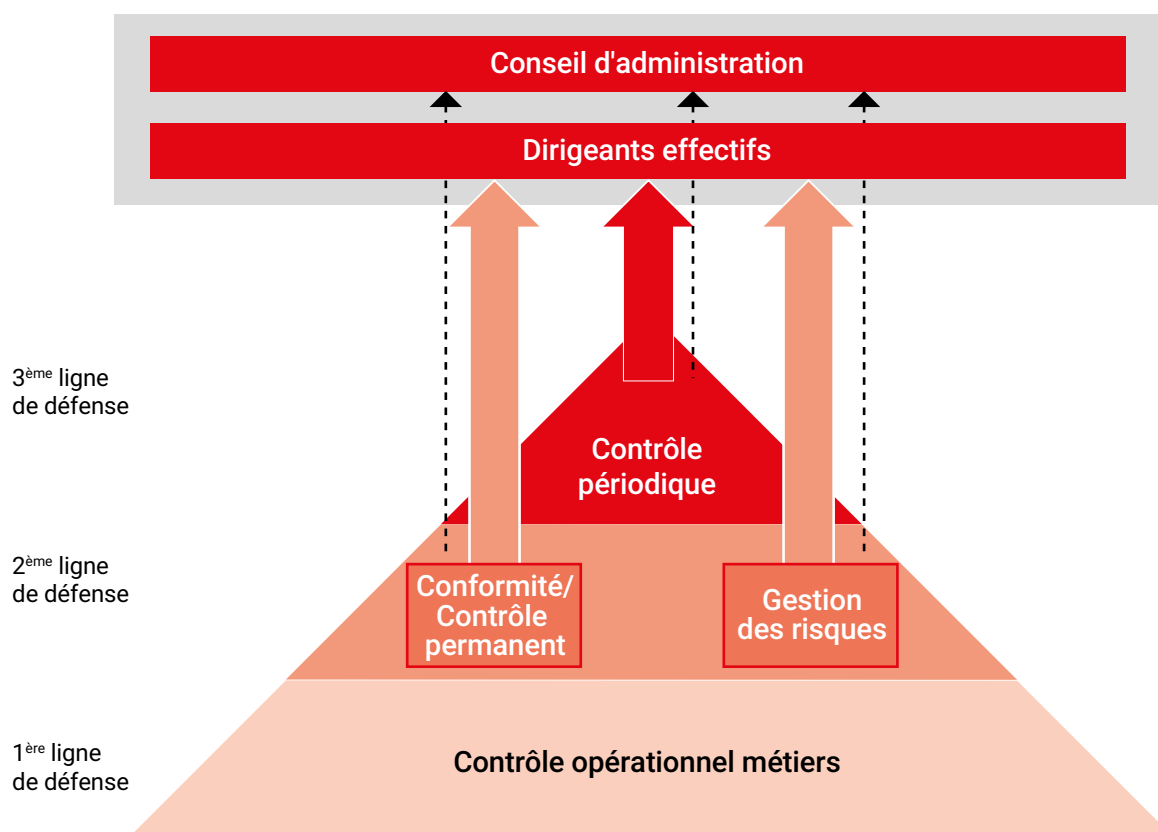 Conseil d'administration
Dirigeants effectifs
3ème ligne
de défense
Contrôle
périodique
2ème ligne
de défense
Conformité/
Contrôle
permanent
Gestion
des risques
1ère ligne
de défense
Contrôle opérationnel métiers